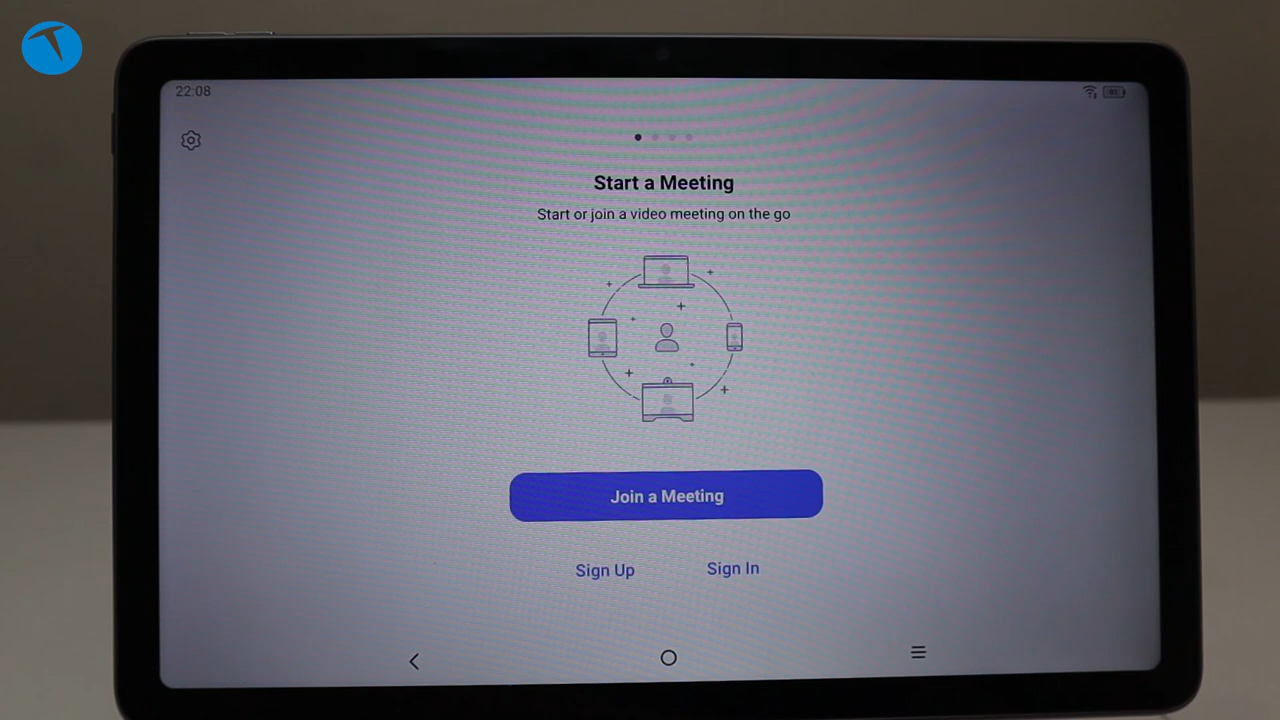 22:08
Start a Meeting
Start or join a video meeting on the go
Join a Meeting
Sign Up
Sign In